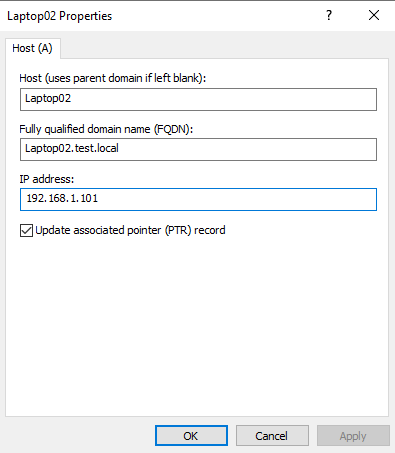 Laptop02 Properties
?
Host (A)
Host (uses parent domain if left blank):
Laptop02
Fully qualified domain name (FQDN):
Laptop02.test.local
IP address:
192.168.1.101
Update associated pointer (PTR) record
OK
Cancel
Apply